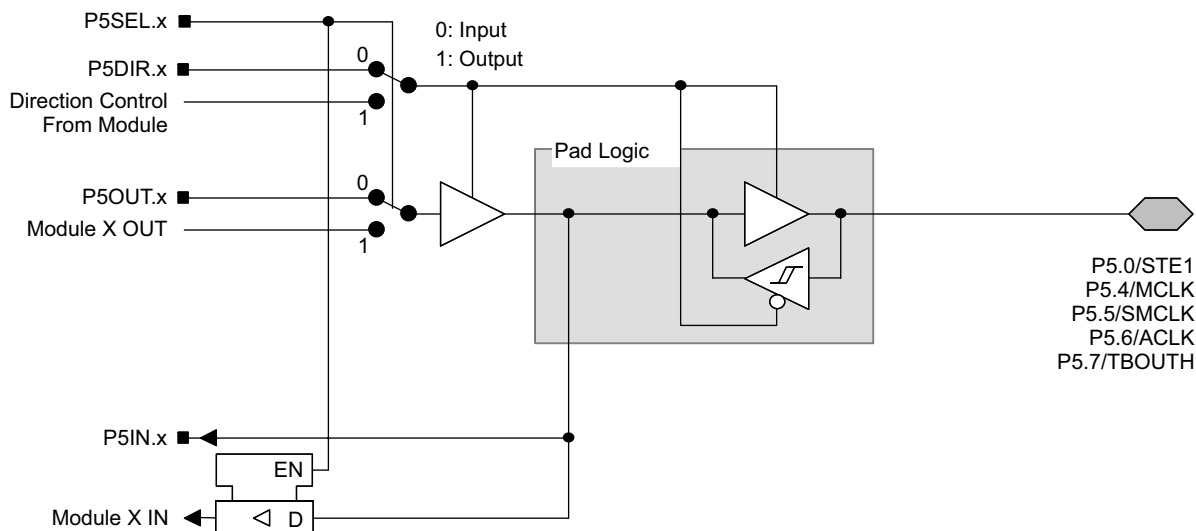 P5SEL.x
0: Input
1: Output
0
P5DIR.x
Direction Control
From Module
1
Pad Logic
0
P5OUT.x
Module X OUT
1
P5.0/STE1
P5.4/MCLK
P5.5/SMCLK
P5.6/ACLK
P5.7/TBOUTH
P5IN.x
EN
Module X IN
D